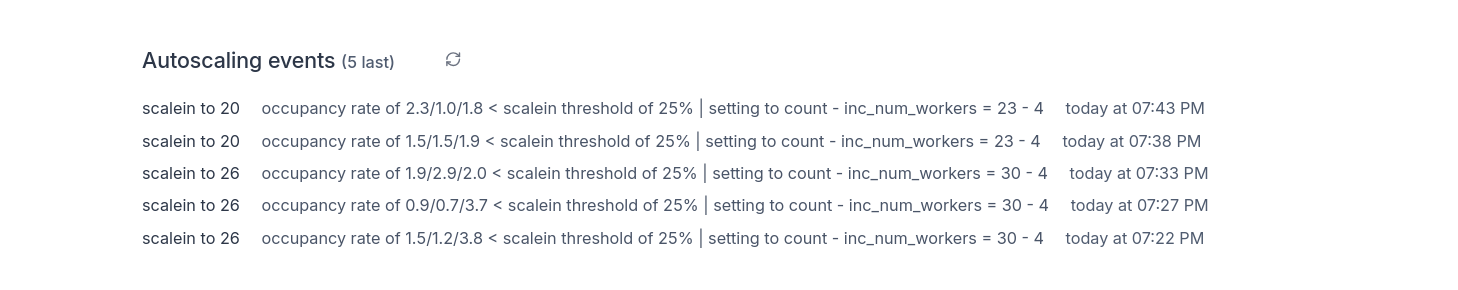 Autoscaling events (5 last)
scalein to 20 occupancy rate of 2.3/1.0/1.8 < scalein threshold of 25% | setting to count - inc_num_workers = 23 - 4 today at 07:43 PM
scalein to 20 occupancy rate of 1.5/1.5/1.9 < scalein threshold of 25% | setting to count - inc_num_workers = 23 - 4 today at 07:38 PM
scalein to 26 occupancy rate of 1.9/2.9/2.0 < scalein threshold of 25% | setting to count - inc_num_workers = 30 - 4 today at 07:33 PM
scalein to 26 occupancy rate of 0.9/0.7/3.7 < scalein threshold of 25% | setting to count - inc_num_workers = 30 - 4 today at 07:27 PM
scalein to 26 occupancy rate of 1.5/1.2/3.8 < scalein threshold of 25% | setting to count - inc_num_workers = 30 - 4 today at 07:22 PM